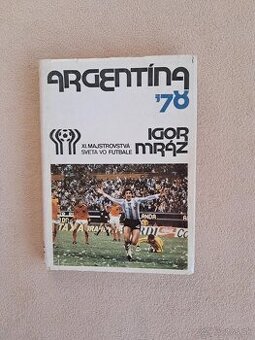 ARGENTÍNA
'78
XI. MAJSTROVSTVÁ
SVETA VO FUTBALE
IGOR
MRÁZ